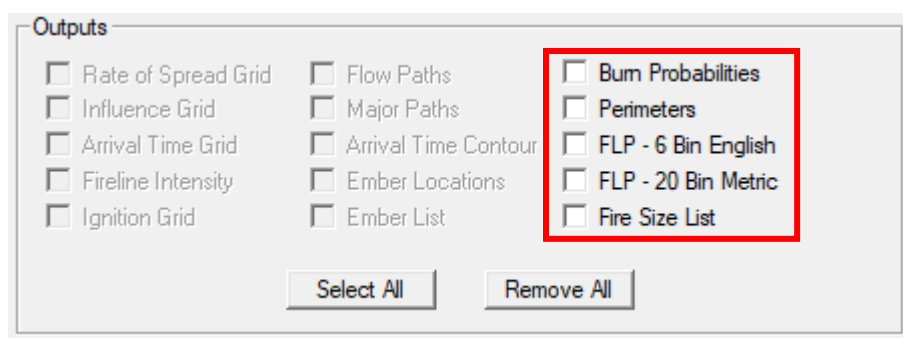 Outputs
Rate of Spread Grid
Influence Grid
Arrival Time Grid
Fireline Intensity
Ignition Grid
Flow Paths
Major Paths
Arrival Time Contour
Ember Locations
Ember List
Burn Probabilities
Perimeters
FLP - 6 Bin English
FLP - 20 Bin Metric
Fire Size List
Select All
Remove All